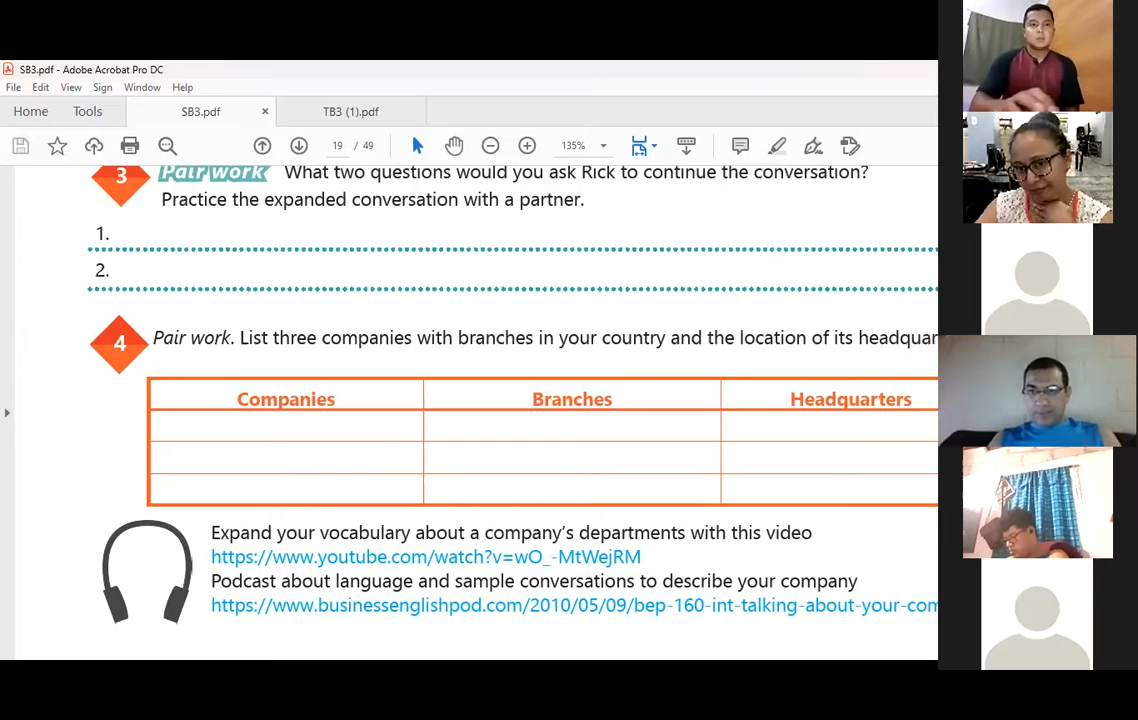 SB3.pdf - Adobe Acrobat Pro DC
File Edit View Sign Window Help
Home Tools SB3.pdf × TB3 (1).pdf
19 / 49 135%
3 Pair work What two questions would you ask Rick to continue the conversation?
Practice the expanded conversation with a partner.
1.
2.
4 Pair work. List three companies with branches in your country and the location of its headquar
Companies Branches Headquarters
Expand your vocabulary about a company's departments with this video
https://www.youtube.com/watch?v=wO_-MtWejRM
Podcast about language and sample conversations to describe your company
https://www.businessenglishpod.com/2010/05/09/bep-160-int-talking-about-your-com